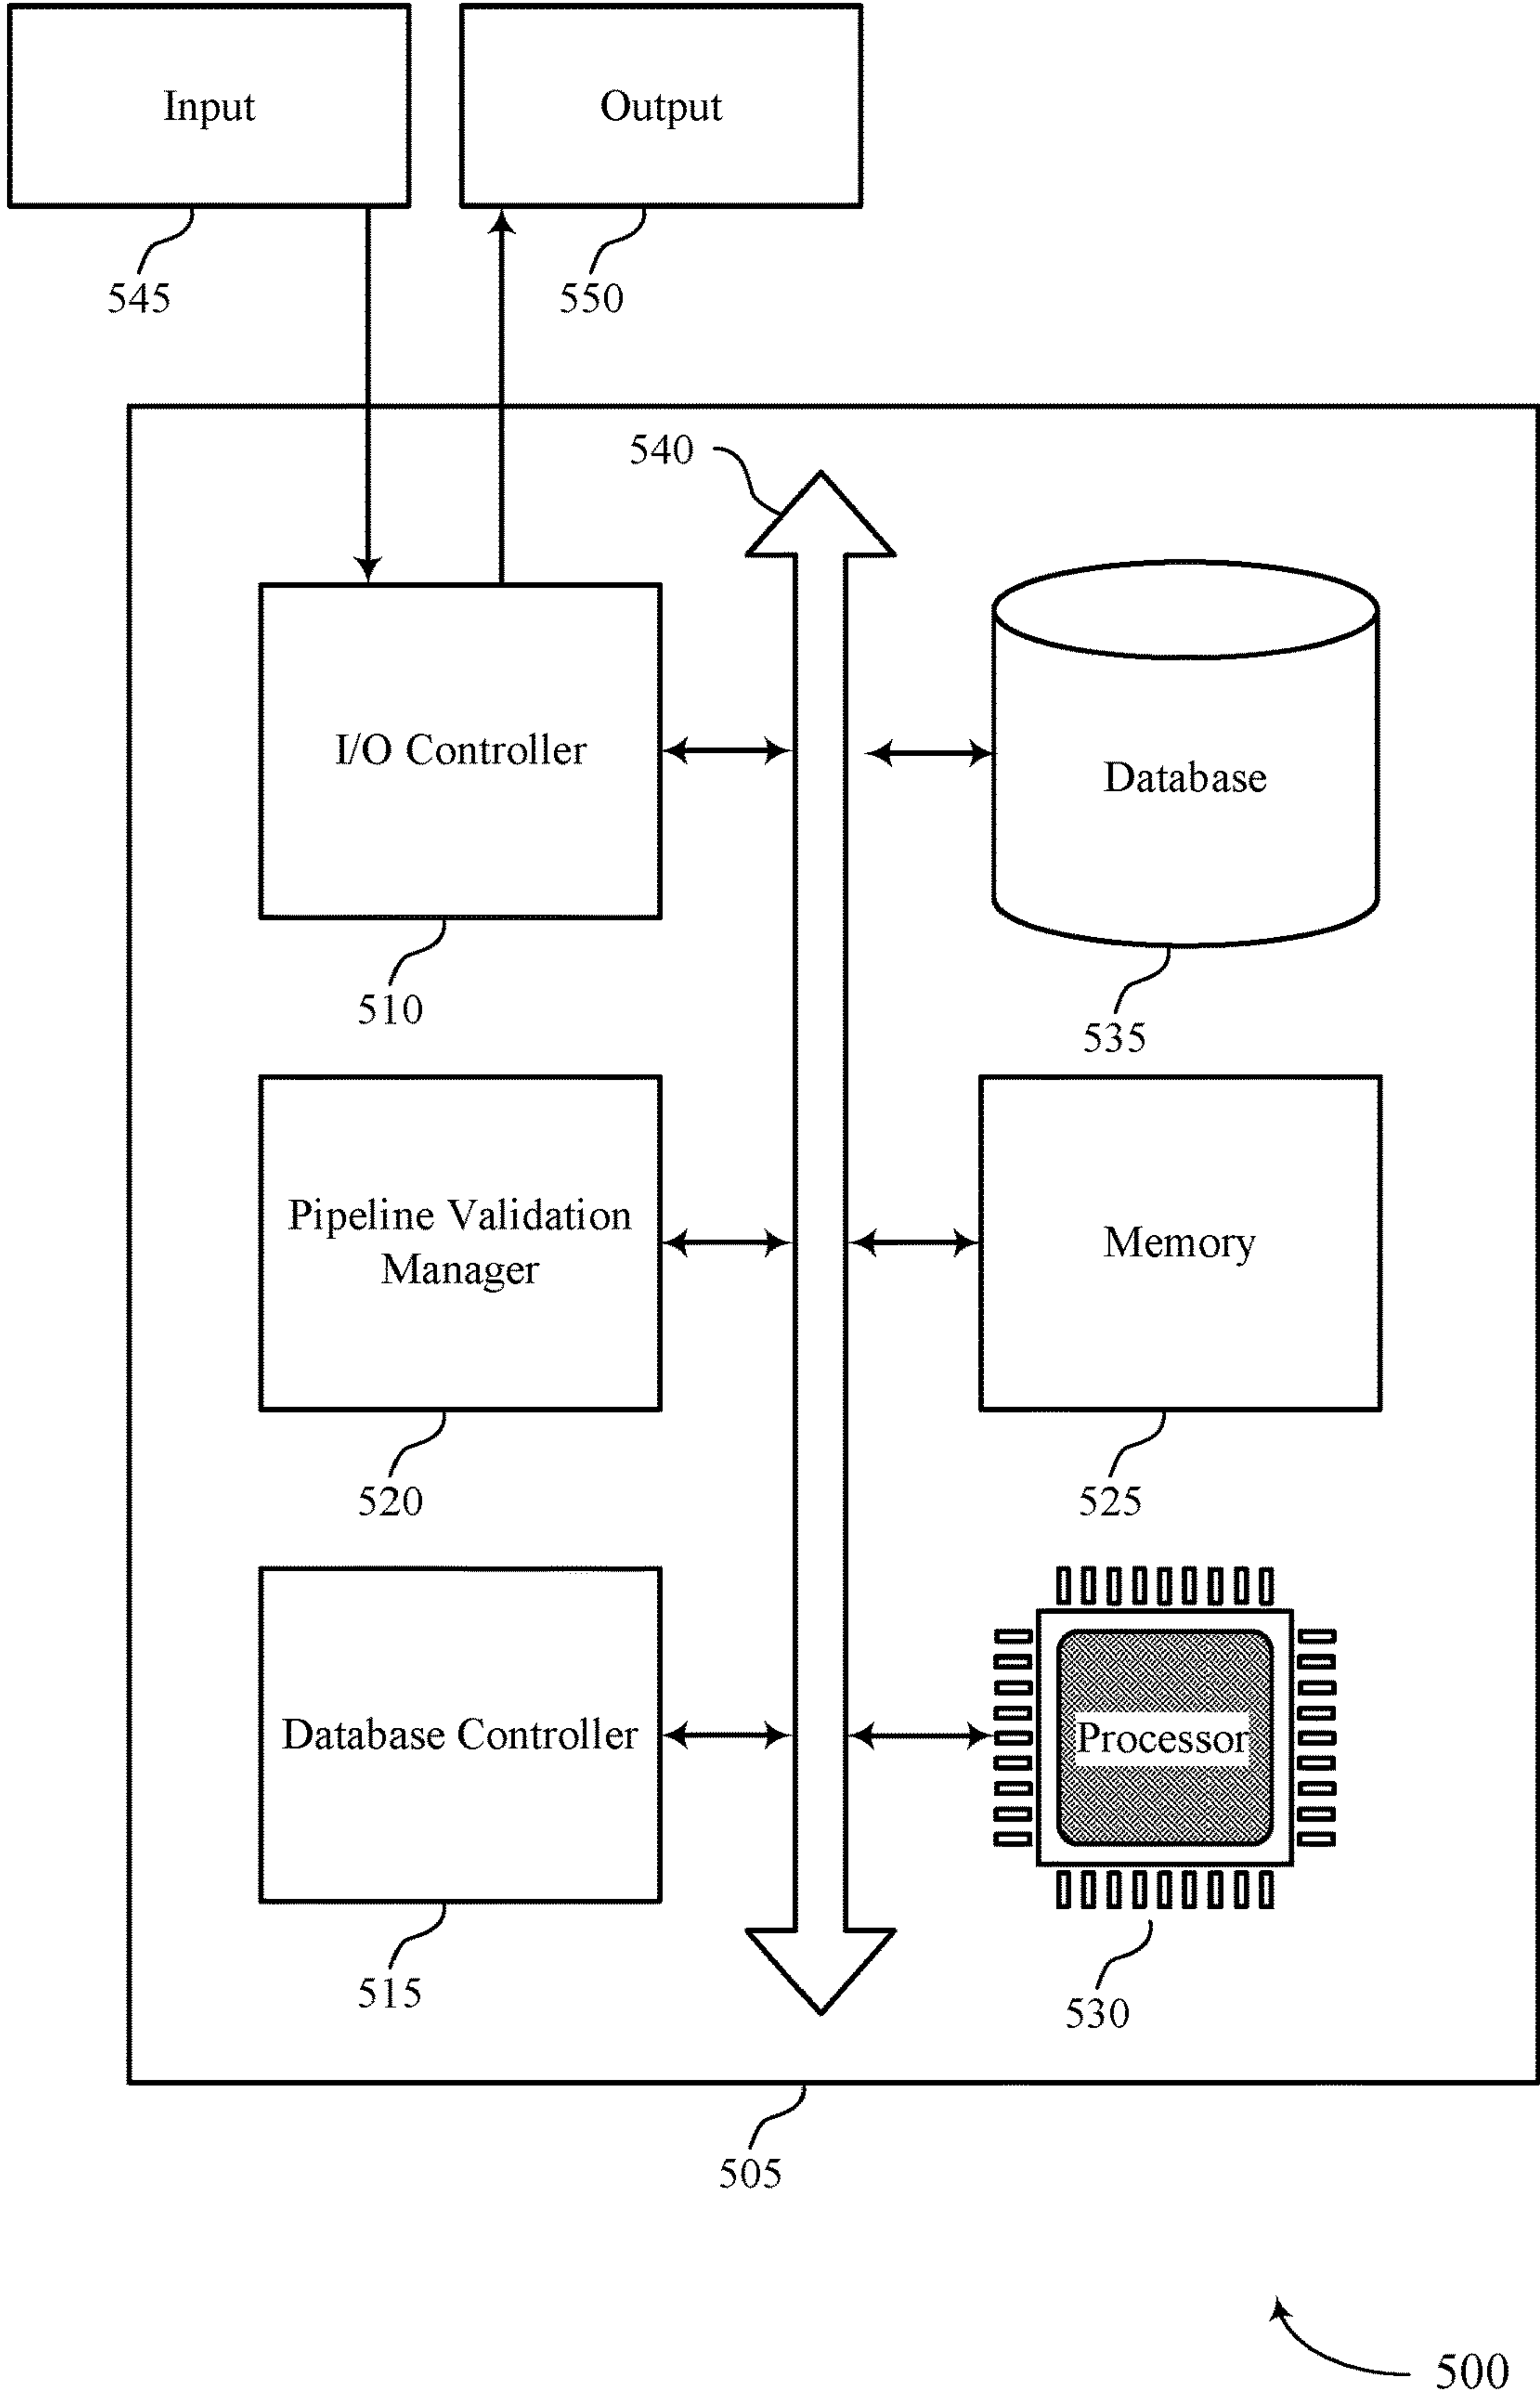 Input
Output
545
550
540
I/O Controller
Database
510
535
Pipeline Validation
Manager
Memory
520
525
Database Controller
Processor
515
530
505
500